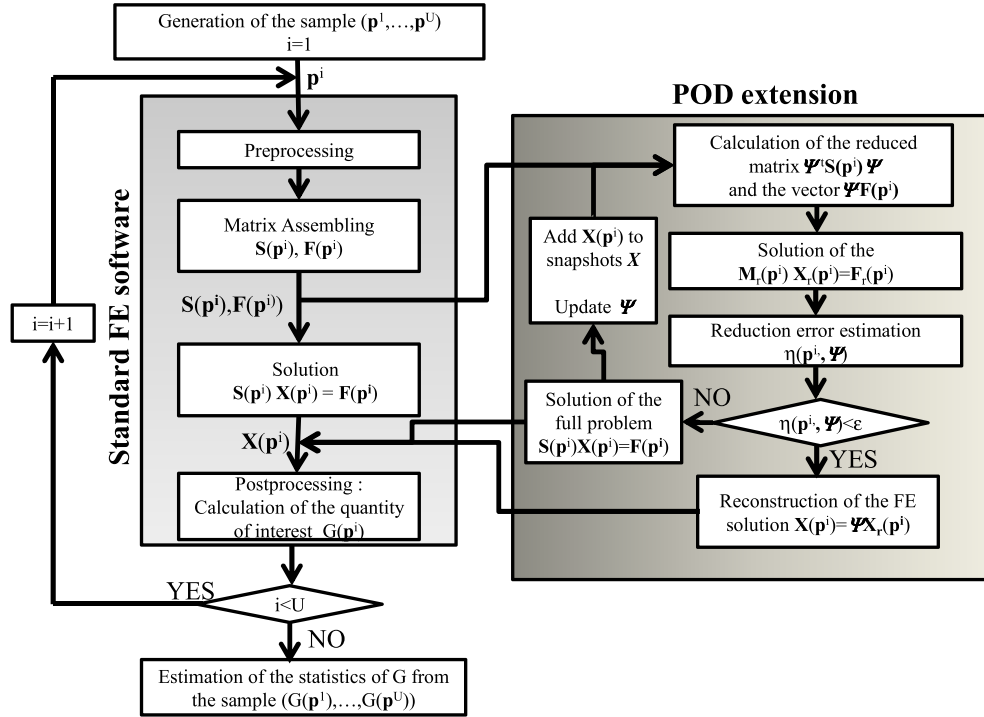 Generation of the sample (p¹,…,pᵁ)
i=1
pⁱ
Standard FE software
Preprocessing
Matrix Assembling
S(pⁱ), F(pⁱ)
S(pⁱ),F(pⁱ))
Solution
S(pⁱ) X(pⁱ) = F(pⁱ)
X(pⁱ)
Postprocessing :
Calculation of the quantity
of interest G(pⁱ)
i=i+1
YES
i<U
NO
Estimation of the statistics of G from
the sample (G(p¹),…,G(pᵁ))
POD extension
Calculation of the reduced
matrix ΨᵗS(pⁱ) Ψ
and the vector ΨF(pⁱ)
Solution of the
Mᵣ(pⁱ) Xᵣ(pⁱ)=Fᵣ(pⁱ)
Reduction error estimation
η(pⁱ, Ψ)
η(pⁱ, Ψ)<ε
NO
YES
Add X(pⁱ) to
snapshots X
Update Ψ
Solution of the
full problem
S(pⁱ)X(pⁱ)=F(pⁱ)
Reconstruction of the FE
solution X(pⁱ)=ΨXᵣ(pⁱ)